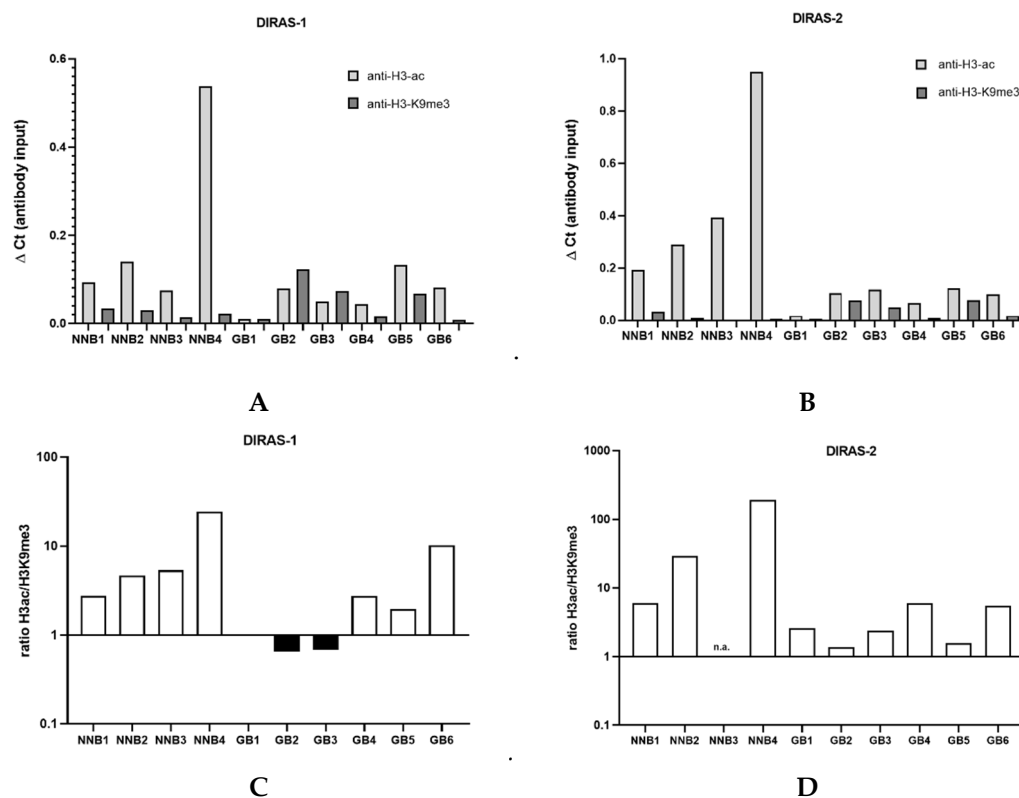 DIRAS-1
Δ Ct (antibody input)
0.6
0.4
0.2
0.0
anti-H3-ac
anti-H3-K9me3
NNB1 NNB2 NNB3 NNB4 GB1 GB2 GB3 GB4 GB5 GB6
A
DIRAS-2
Δ Ct (antibody input)
1.0
0.8
0.6
0.4
0.2
0.0
anti-H3-ac
anti-H3-K9me3
NNB1 NNB2 NNB3 NNB4 GB1 GB2 GB3 GB4 GB5 GB6
.
B
DIRAS-1
ratio H3ac/H3K9me3
100
10
1
0.1
NNB1 NNB2 NNB3 NNB4 GB1 GB2 GB3 GB4 GB5 GB6
C
DIRAS-2
ratio H3ac/H3K9me3
1000
100
10
1
0.1
n.a.
NNB1 NNB2 NNB3 NNB4 GB1 GB2 GB3 GB4 GB5 GB6
.
D